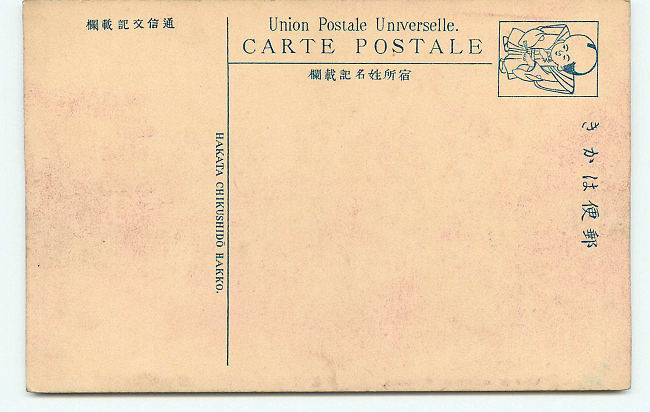 通信交記載欄
Union Postale Universelle.
CARTE POSTALE
宿所姓名記載欄
郵便はかき
HAKATA CHIKUSHIDŌ HAKKO.